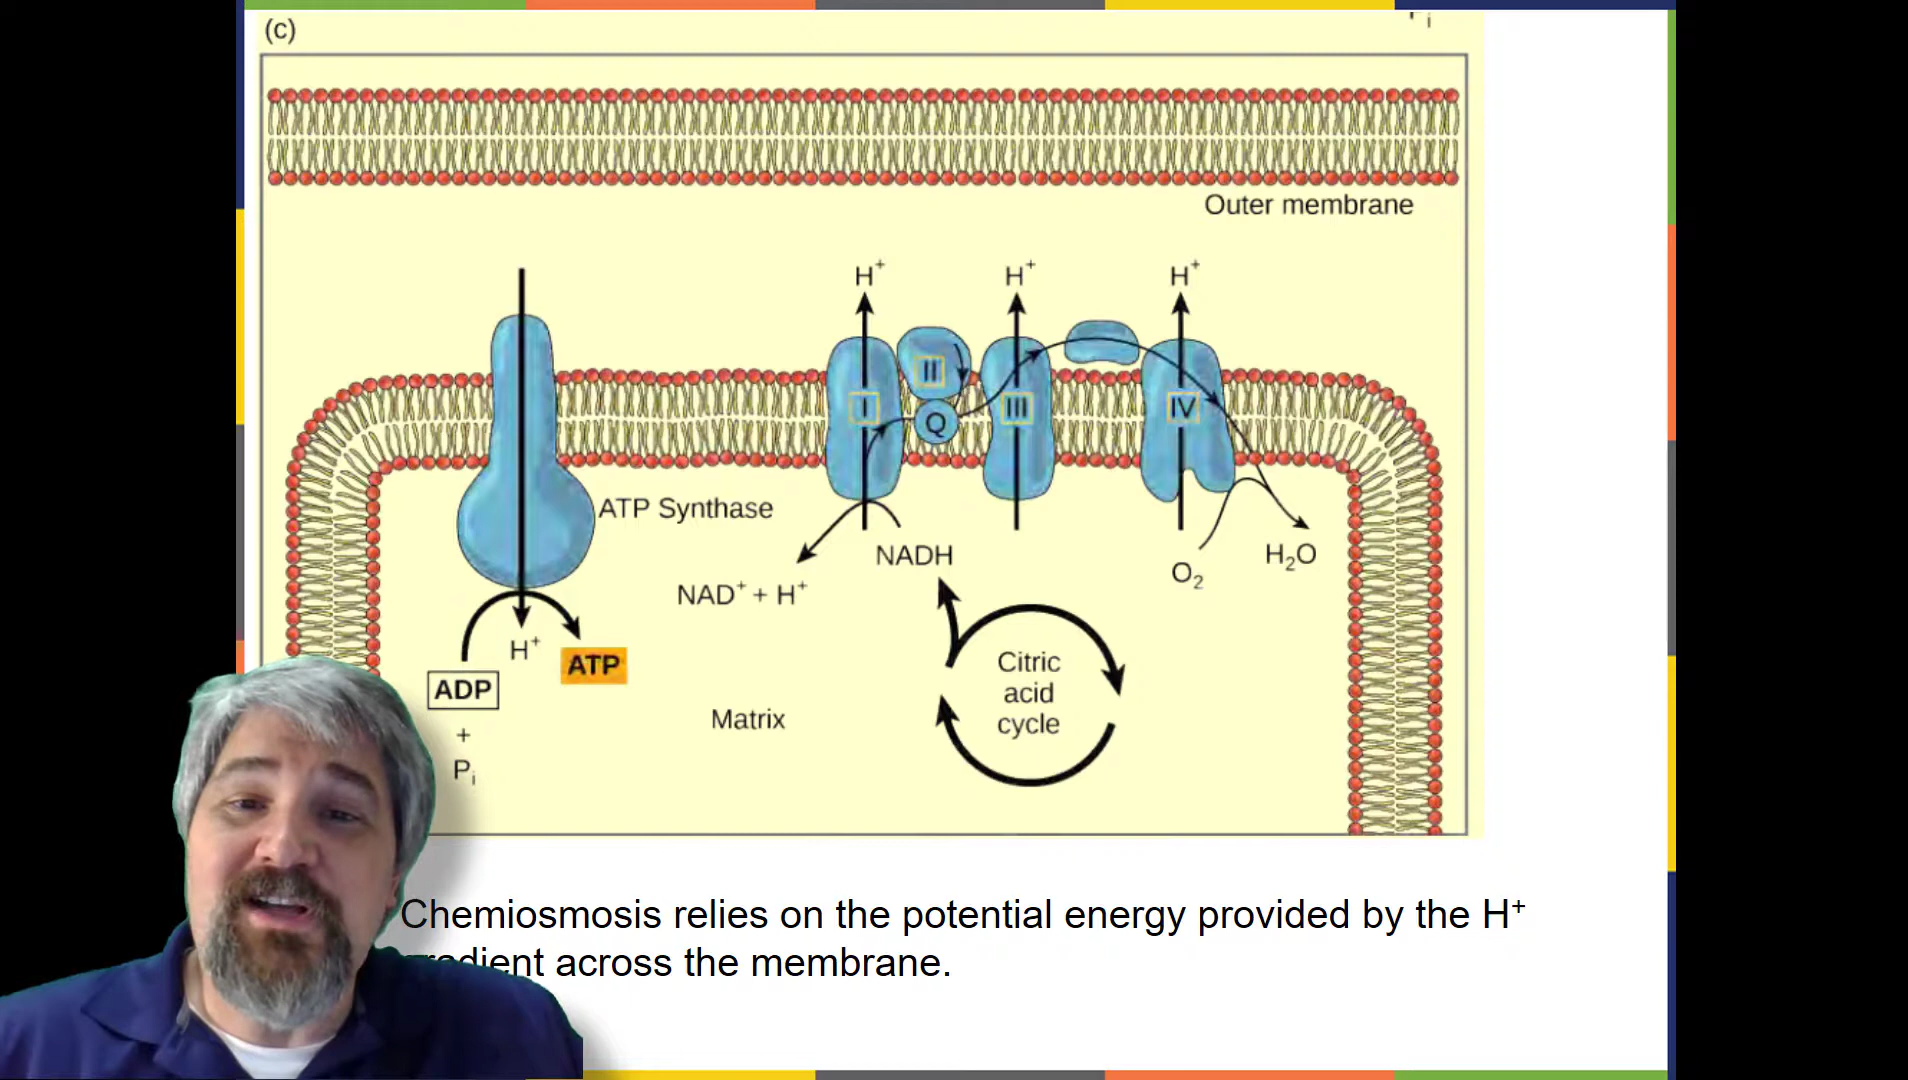 (c)
Outer membrane
H⁺ H⁺ H⁺
II
I III IV
Q
ATP Synthase
NADH
H₂O
O₂
NAD⁺ + H⁺
H⁺
ATP
Citric
acid
cycle
ADP
Matrix
+
Pᵢ
Chemiosmosis relies on the potential energy provided by the H⁺
gradient across the membrane.